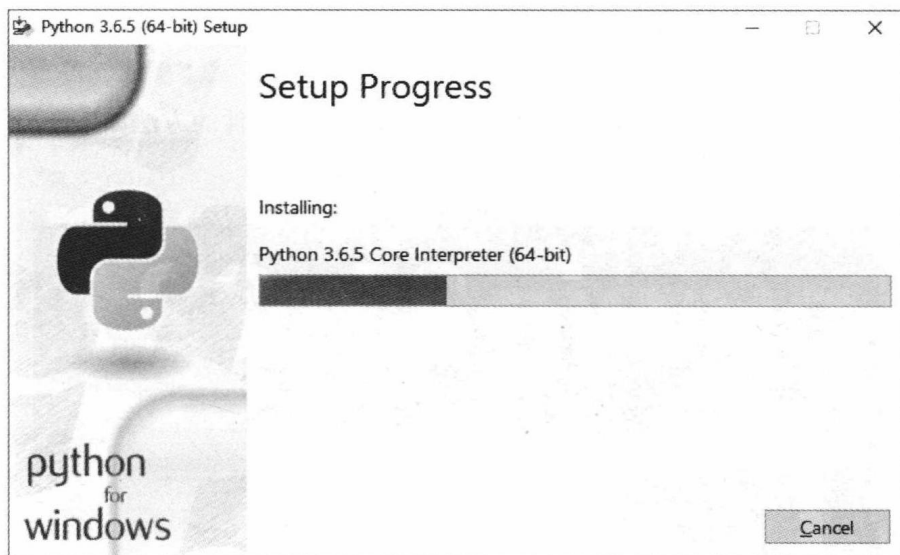 Python 3.6.5 (64-bit) Setup
Setup Progress
Installing:
Python 3.6.5 Core Interpreter (64-bit)
python
for
windows
Cancel